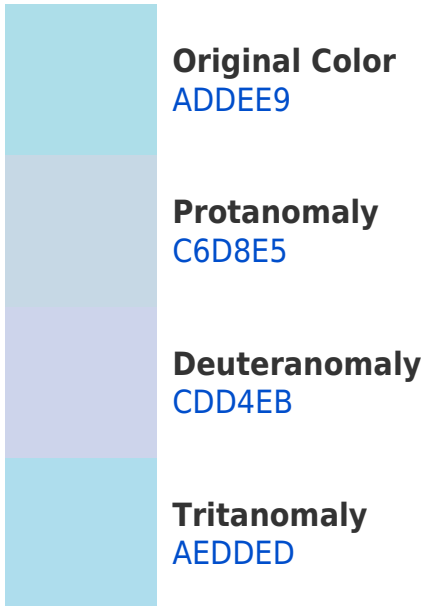 Original Color
ADDEE9
Protanomaly
C6D8E5
Deuteranomaly
CDD4EB
Tritanomaly
AEDDED